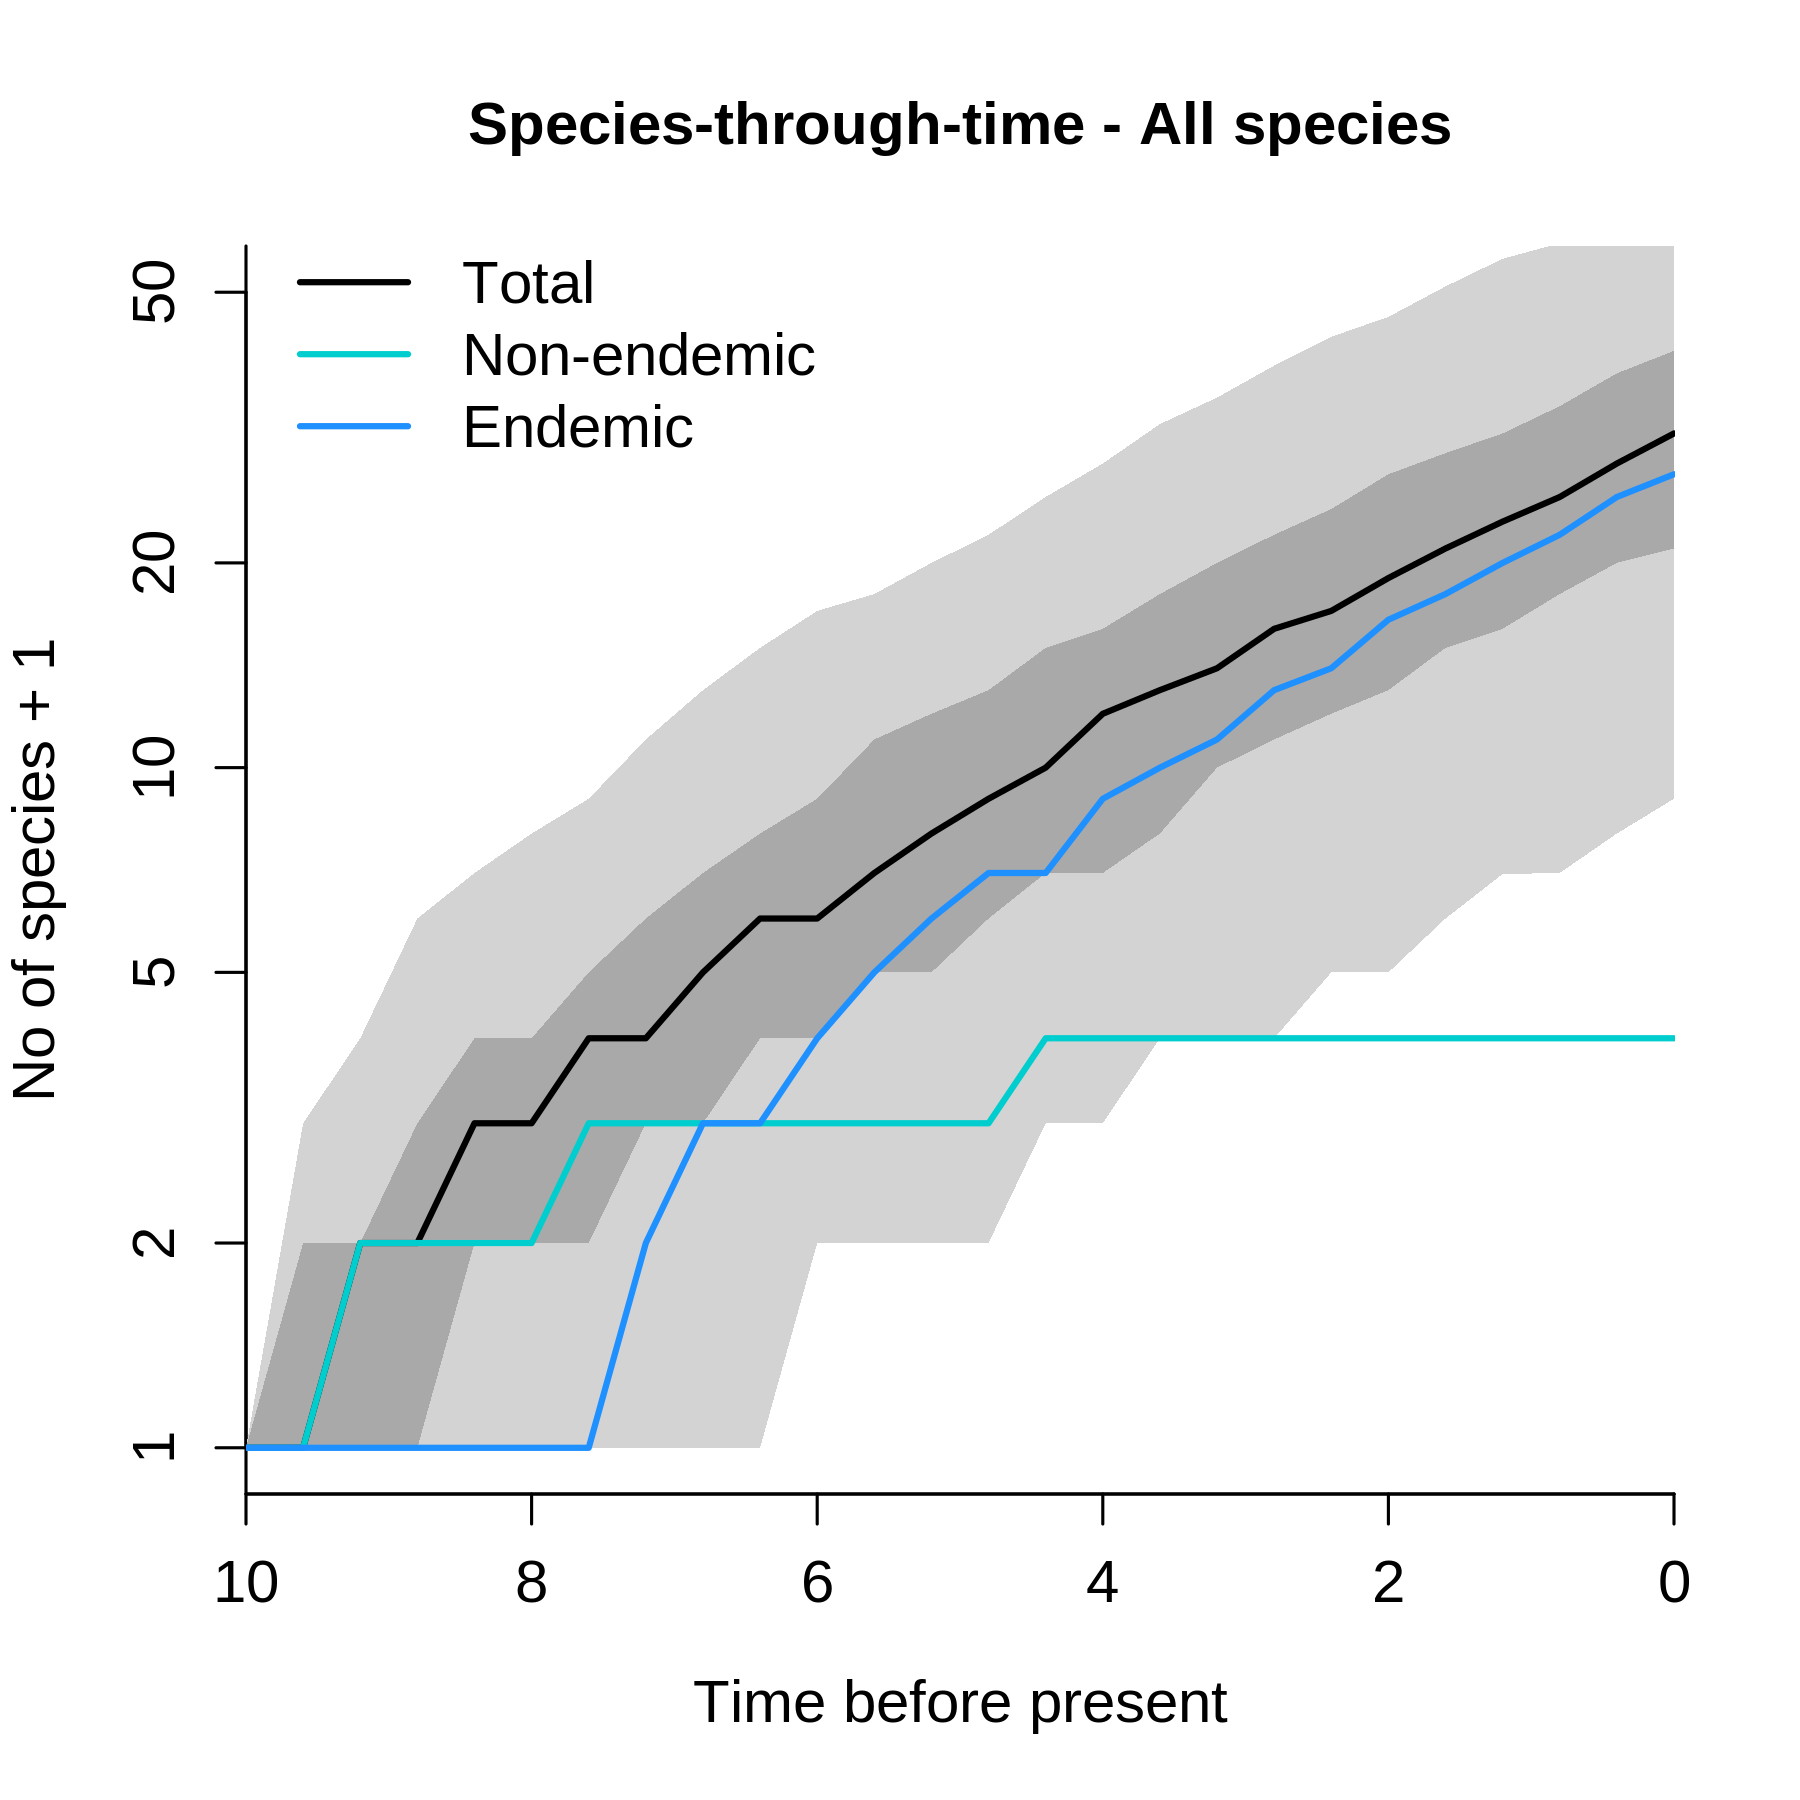 Species-through-time - All species
Total
Non-endemic
Endemic
No of species + 1
50
20
10
5
2
1
10 8 6 4 2 0
Time before present